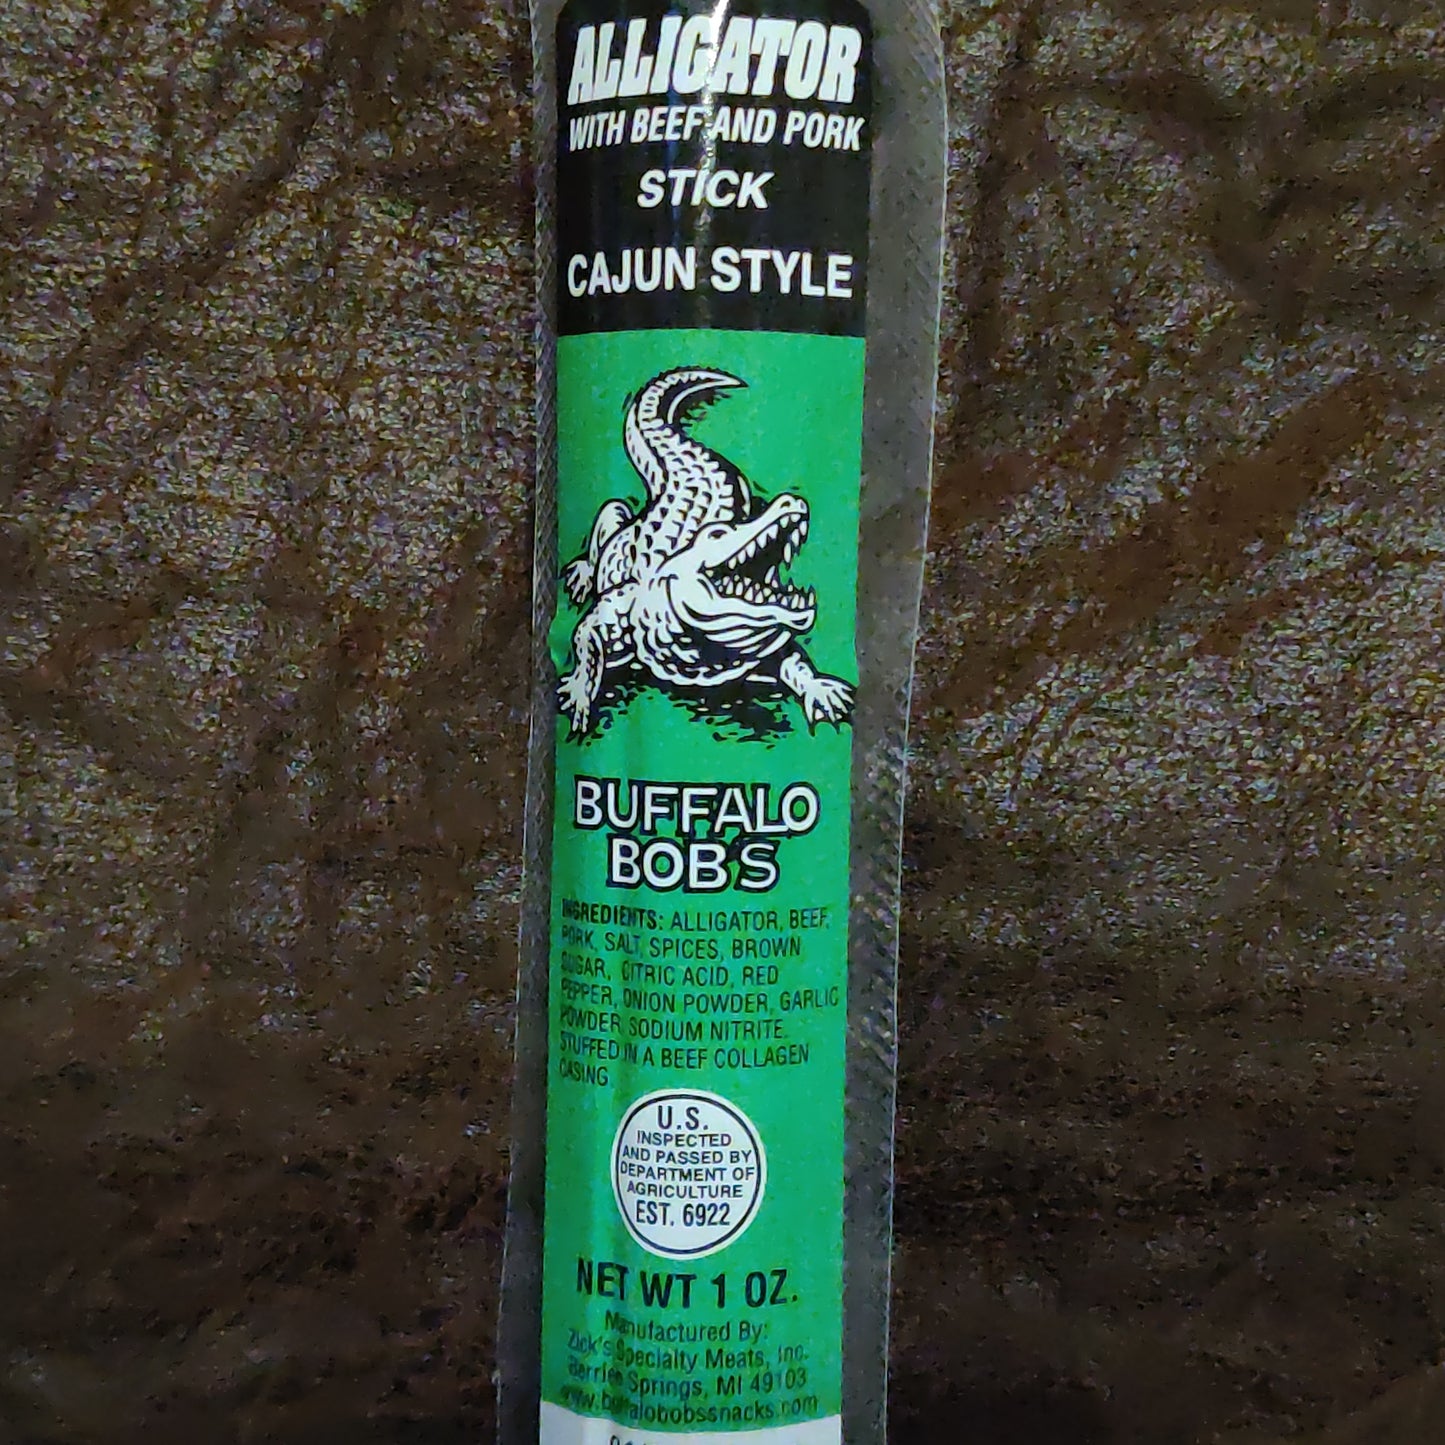 ALLIGATOR
WITH BEEF AND PORK
STICK
CAJUN STYLE
BUFFALO
BOB'S
INGREDIENTS: ALLIGATOR, BEEF,
PORK, SALT, SPICES, BROWN
SUGAR, CITRIC ACID, RED
PEPPER, ONION POWDER, GARLIC
POWDER, SODIUM NITRITE.
STUFFED IN A BEEF COLLAGEN
CASING.
U.S.
INSPECTED
AND PASSED BY
DEPARTMENT OF
AGRICULTURE
EST. 6922
NET WT 1 OZ.
Manufactured By:
Zick's Specialty Meats, Inc.
Berrien Springs, MI 49103
www.buffalobobssnacks.com